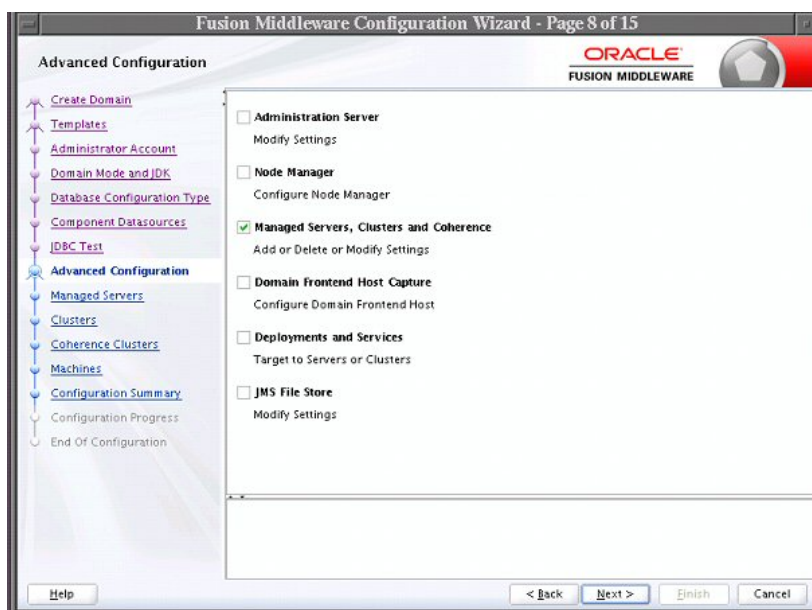 Fusion Middleware Configuration Wizard - Page 8 of 15
Advanced Configuration
ORACLE
FUSION MIDDLEWARE
Create Domain
Templates
Administrator Account
Domain Mode and JDK
Database Configuration Type
Component Datasources
JDBC Test
Advanced Configuration
Managed Servers
Clusters
Coherence Clusters
Machines
Configuration Summary
Configuration Progress
End Of Configuration
Administration Server
Modify Settings
Node Manager
Configure Node Manager
Managed Servers, Clusters and Coherence
Add or Delete or Modify Settings
Domain Frontend Host Capture
Configure Domain Frontend Host
Deployments and Services
Target to Servers or Clusters
JMS File Store
Modify Settings
Help
< Back
Next >
Finish
Cancel